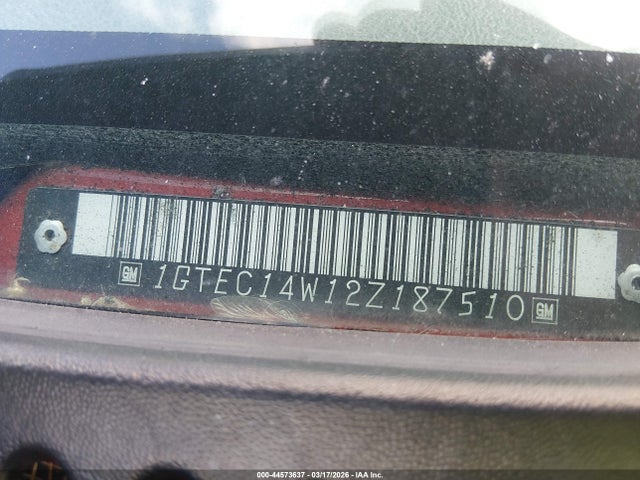 GM 1GTEC14W12Z187510 GM
000-44573637 - 03/17/2026 - IAA Inc.